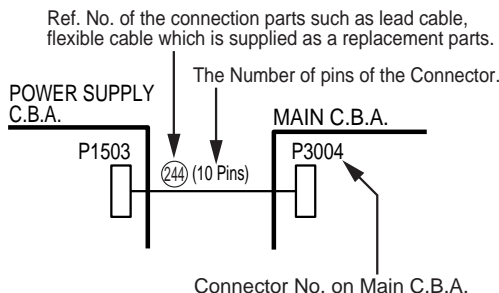 Ref. No. of the connection parts such as lead cable,
flexible cable which is supplied as a replacement parts.
The Number of pins of the Connector.
POWER SUPPLY
C.B.A.
MAIN C.B.A.
P1503
244 (10 Pins)
P3004
Connector No. on Main C.B.A.